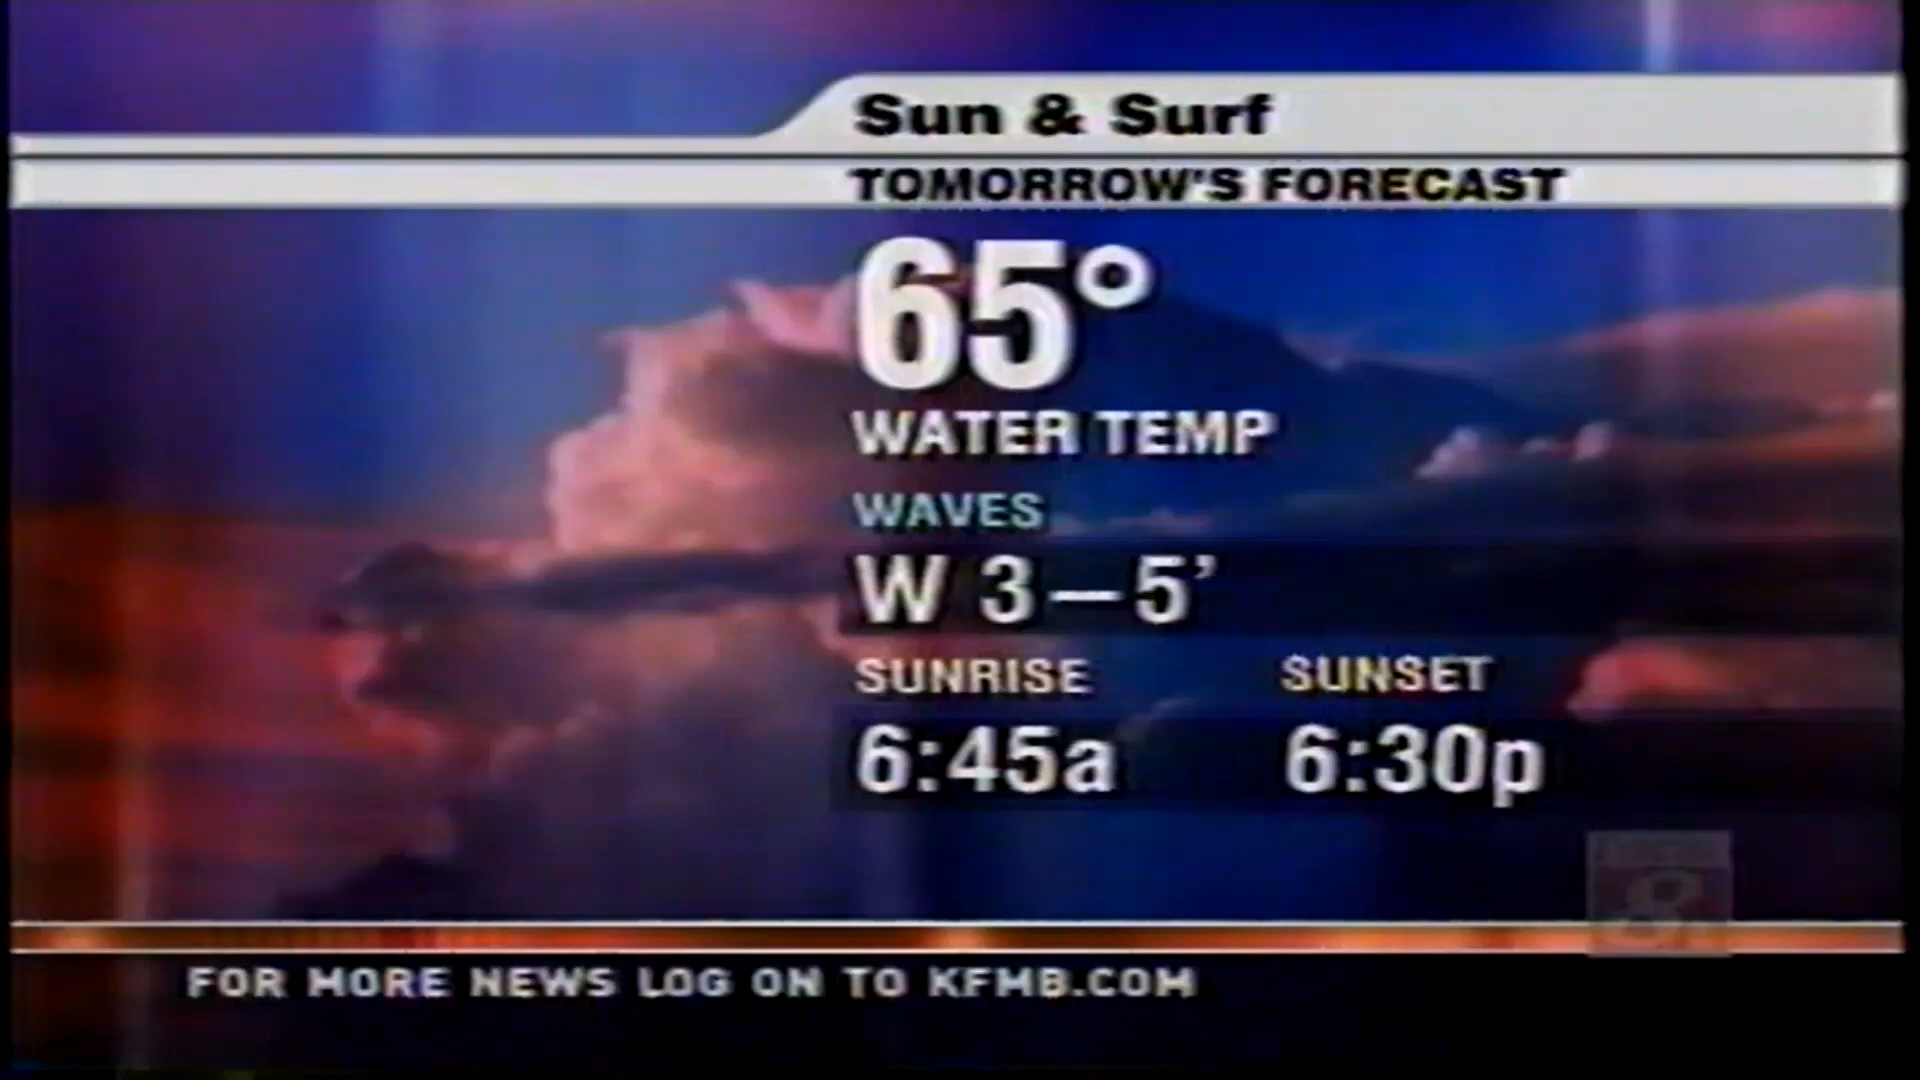 Sun & Surf
TOMORROW'S FORECAST
65°
WATER TEMP
WAVES
W 3–5’
SUNRISE SUNSET
6:45a 6:30p
8
FOR MORE NEWS LOG ON TO KFMB.COM